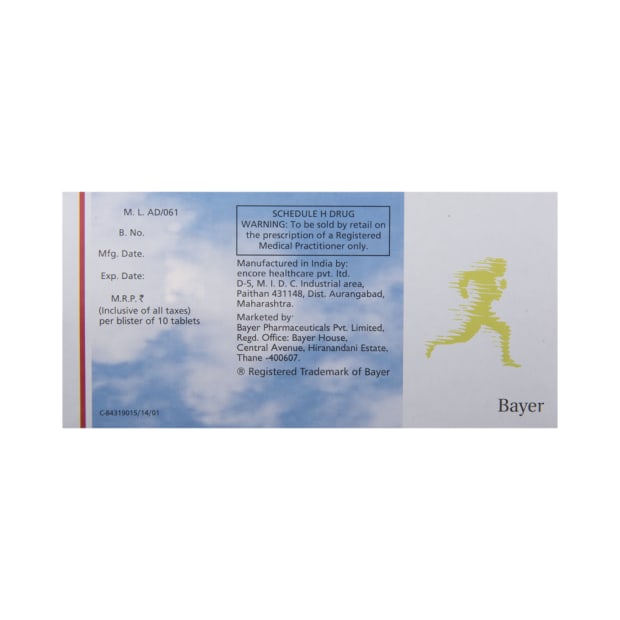 M. L. AD/061
B. No.
Mfg. Date.
Exp. Date:
M.R.P. ₹
(Inclusive of all taxes)
per blister of 10 tablets
C-84319015/14/01
SCHEDULE H DRUG
WARNING: To be sold by retail on
the prescription of a Registered
Medical Practitioner only.
Manufactured in India by:
encore healthcare pvt. ltd.
D-5, M. I. D. C. Industrial area,
Paithan 431148, Dist. Aurangabad,
Maharashtra.
Marketed by:
Bayer Pharmaceuticals Pvt. Limited,
Regd. Office: Bayer House,
Central Avenue, Hiranandani Estate,
Thane -400607.
® Registered Trademark of Bayer
Bayer